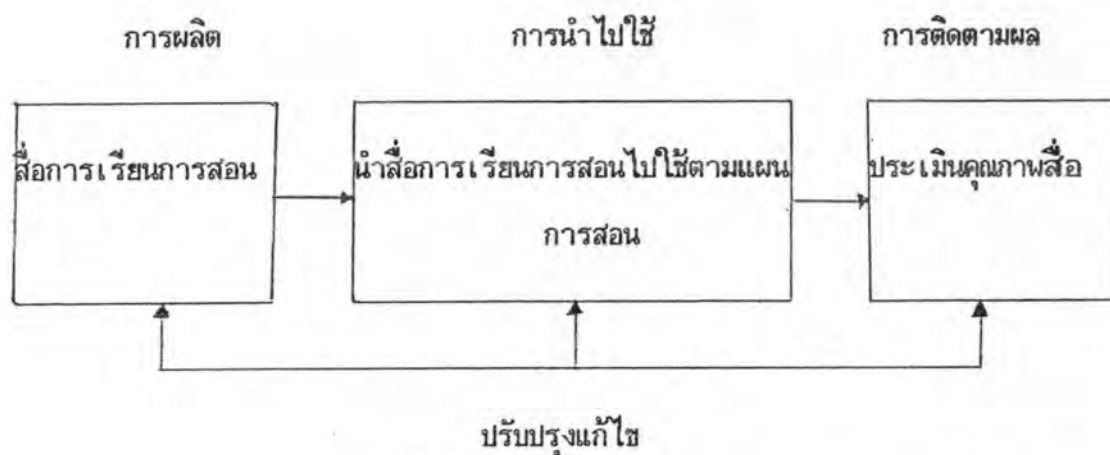 การผลิต การนำไปใช้ การติดตามผล
สื่อการเรียนการสอน นำสื่อการเรียนการสอนไปใช้ตามแผน ประเมินคุณภาพสื่อ
การสอน
ปรับปรุงแก้ไข